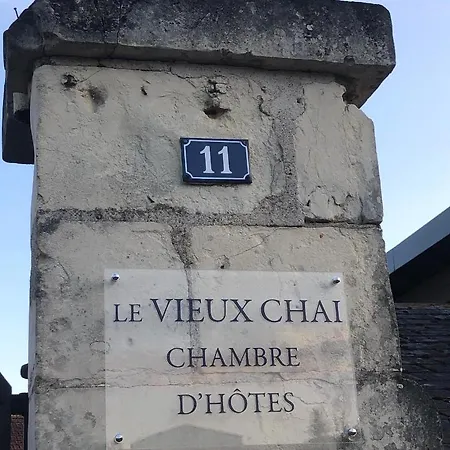 11
LE VIEUX CHAI
CHAMBRE
D'HÔTES